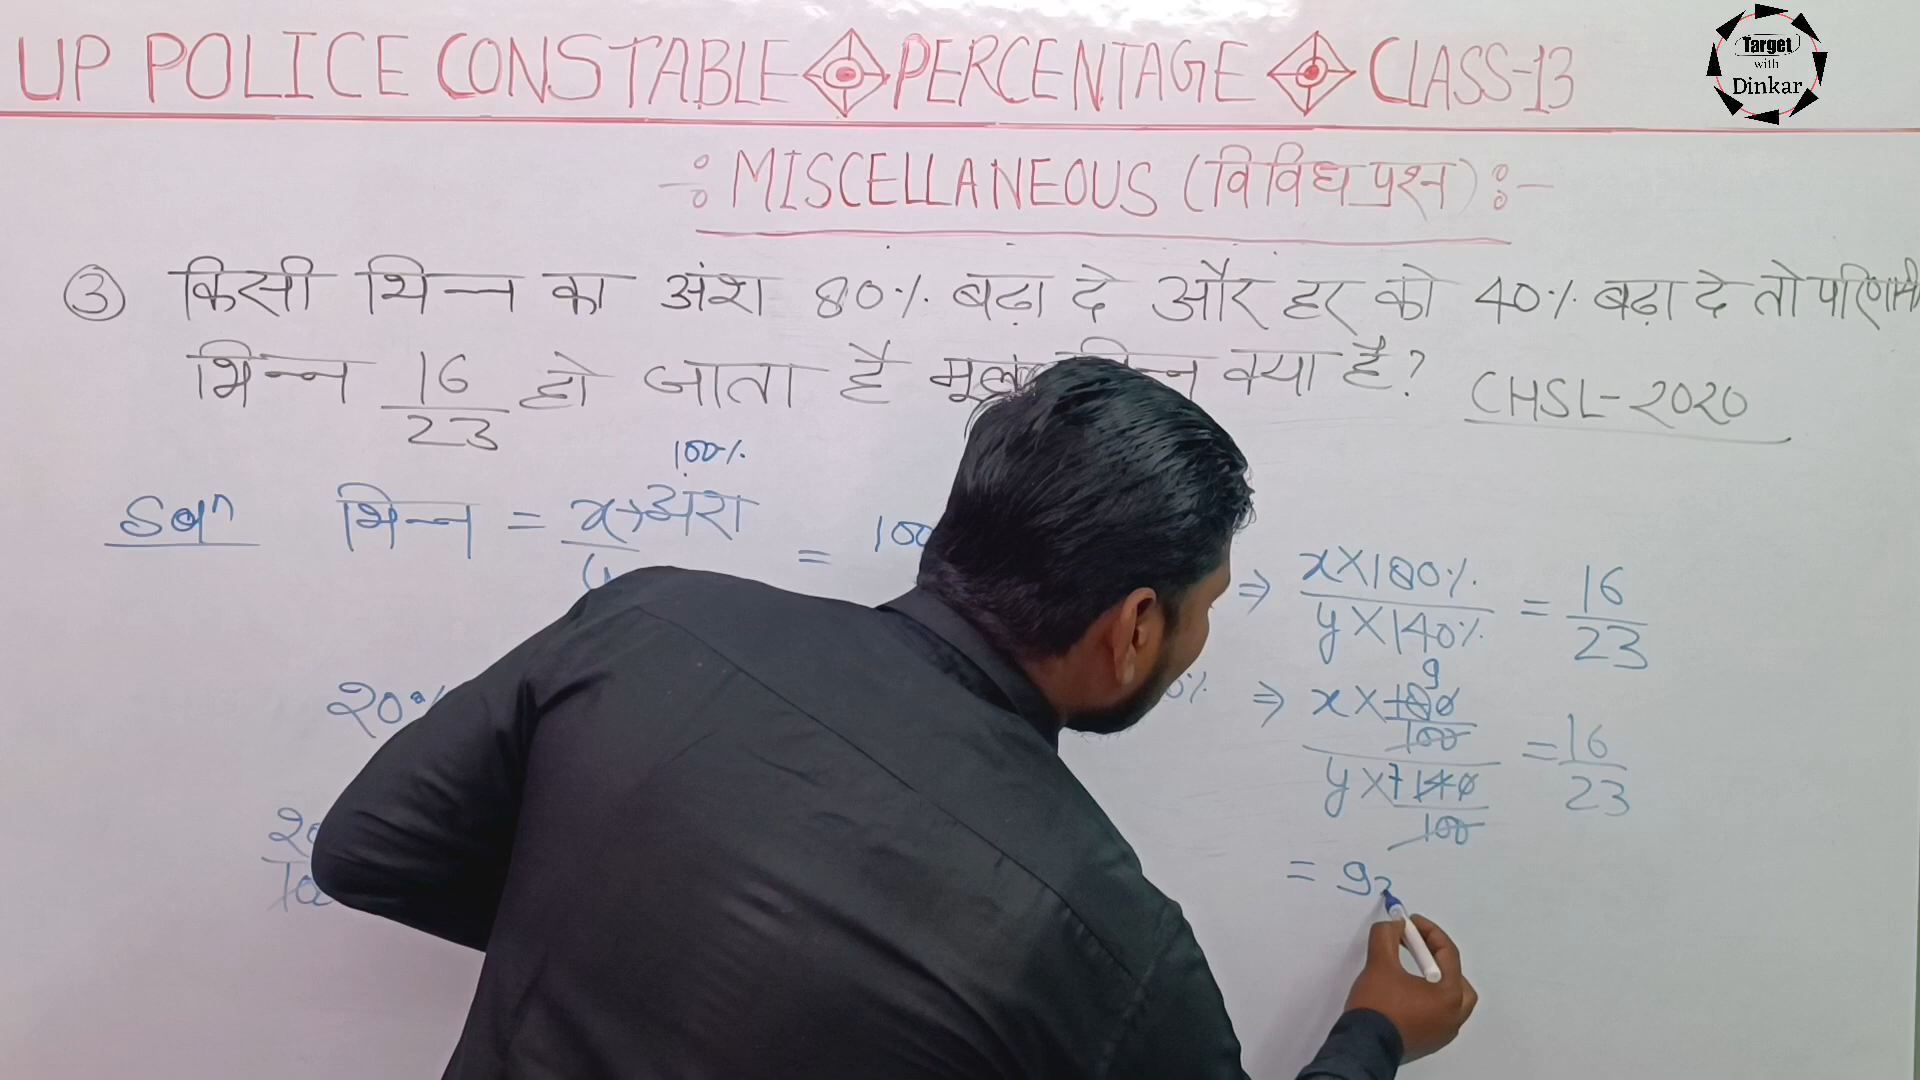 UP POLICE CONSTABLE PERCENTAGE CLASS-13
Target
with
Dinkar
-: MISCELLANEOUS (विविध प्रश्न) :-
③ किसी भिन्न का अंश 80% बढ़ा दे और हर को 40% बढ़ा दे तो परिणामी
भिन्न 16/23 हो जाता है मूल भिन्न क्या है? CHSL-2020
100%
Solⁿ भिन्न = x→अंश = 100
⇒ x×180% / y×140% = 16/23
20%
⇒ x×180/100 / y×140/100 = 16/23
9
7
= 9x